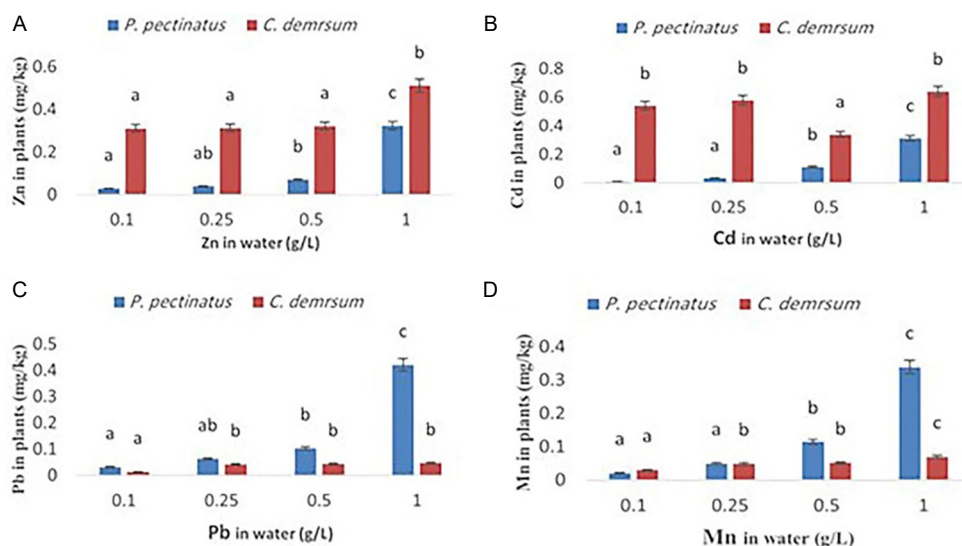 A
P. pectinatus C. demrsum
Zn in plants (mg/kg)
0.6
0.4
0.2
0
a a
ab a
b a
c b
0.1 0.25 0.5 1
Zn in water (g/L)
B
P. pectinatus C. demrsum
Cd in plants (mg/kg)
0.8
0.6
0.4
0.2
0
a b
a b
b a
c b
0.1 0.25 0.5 1
Cd in water (g/L)
C
P. pectinatus C. demrsum
Pb in plants (mg/kg)
0.5
0.4
0.3
0.2
0.1
0
a a
ab b
b b
c b
0.1 0.25 0.5 1
Pb in water (g/L)
D
P. pectinatus C. demrsum
Mn in plants (mg/kg)
0.4
0.3
0.2
0.1
0
a a
a b
b b
c c
0.1 0.25 0.5 1
Mn in water (g/L)